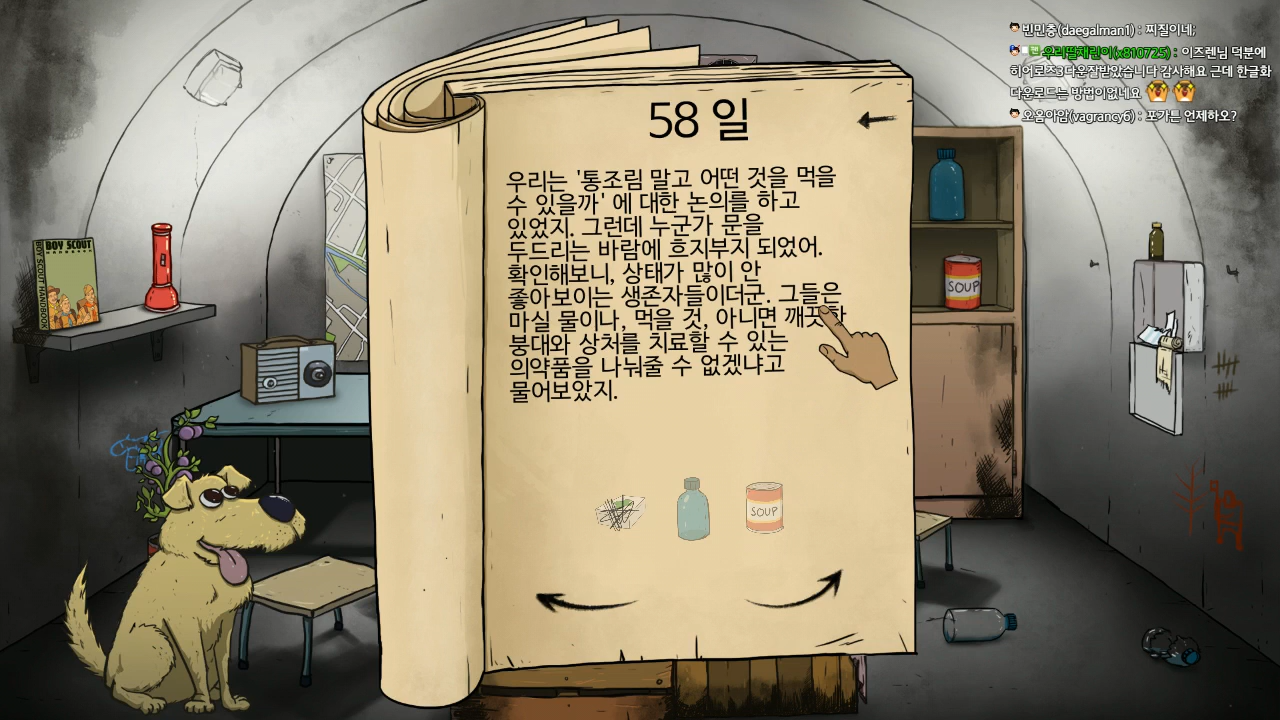 빈민층(daegalman1) : 찌질이네;
우리딸채린이(x810725) : 이즈렌님 덕분에
히어로즈3다운잘받았습니다 감사해요 근데 한글화
다운로드는 방법이없네요
오움아암(vagrancy6) : 포가튼 언제하오?
58 일
우리는 '통조림 말고 어떤 것을 먹을
수 있을까' 에 대한 논의를 하고
있었지. 그런데 누군가 문을
두드리는 바람에 흐지부지 되었어.
확인해보니, 상태가 많이 안
좋아보이는 생존자들이더군. 그들은
마실 물이나, 먹을 것, 아니면 깨끗한
붕대와 상처를 치료할 수 있는
의약품을 나눠줄 수 없겠냐고
물어보았지.
SOUP
BOY SCOUT
BOY SCOUT HANDBOOK
SOUP